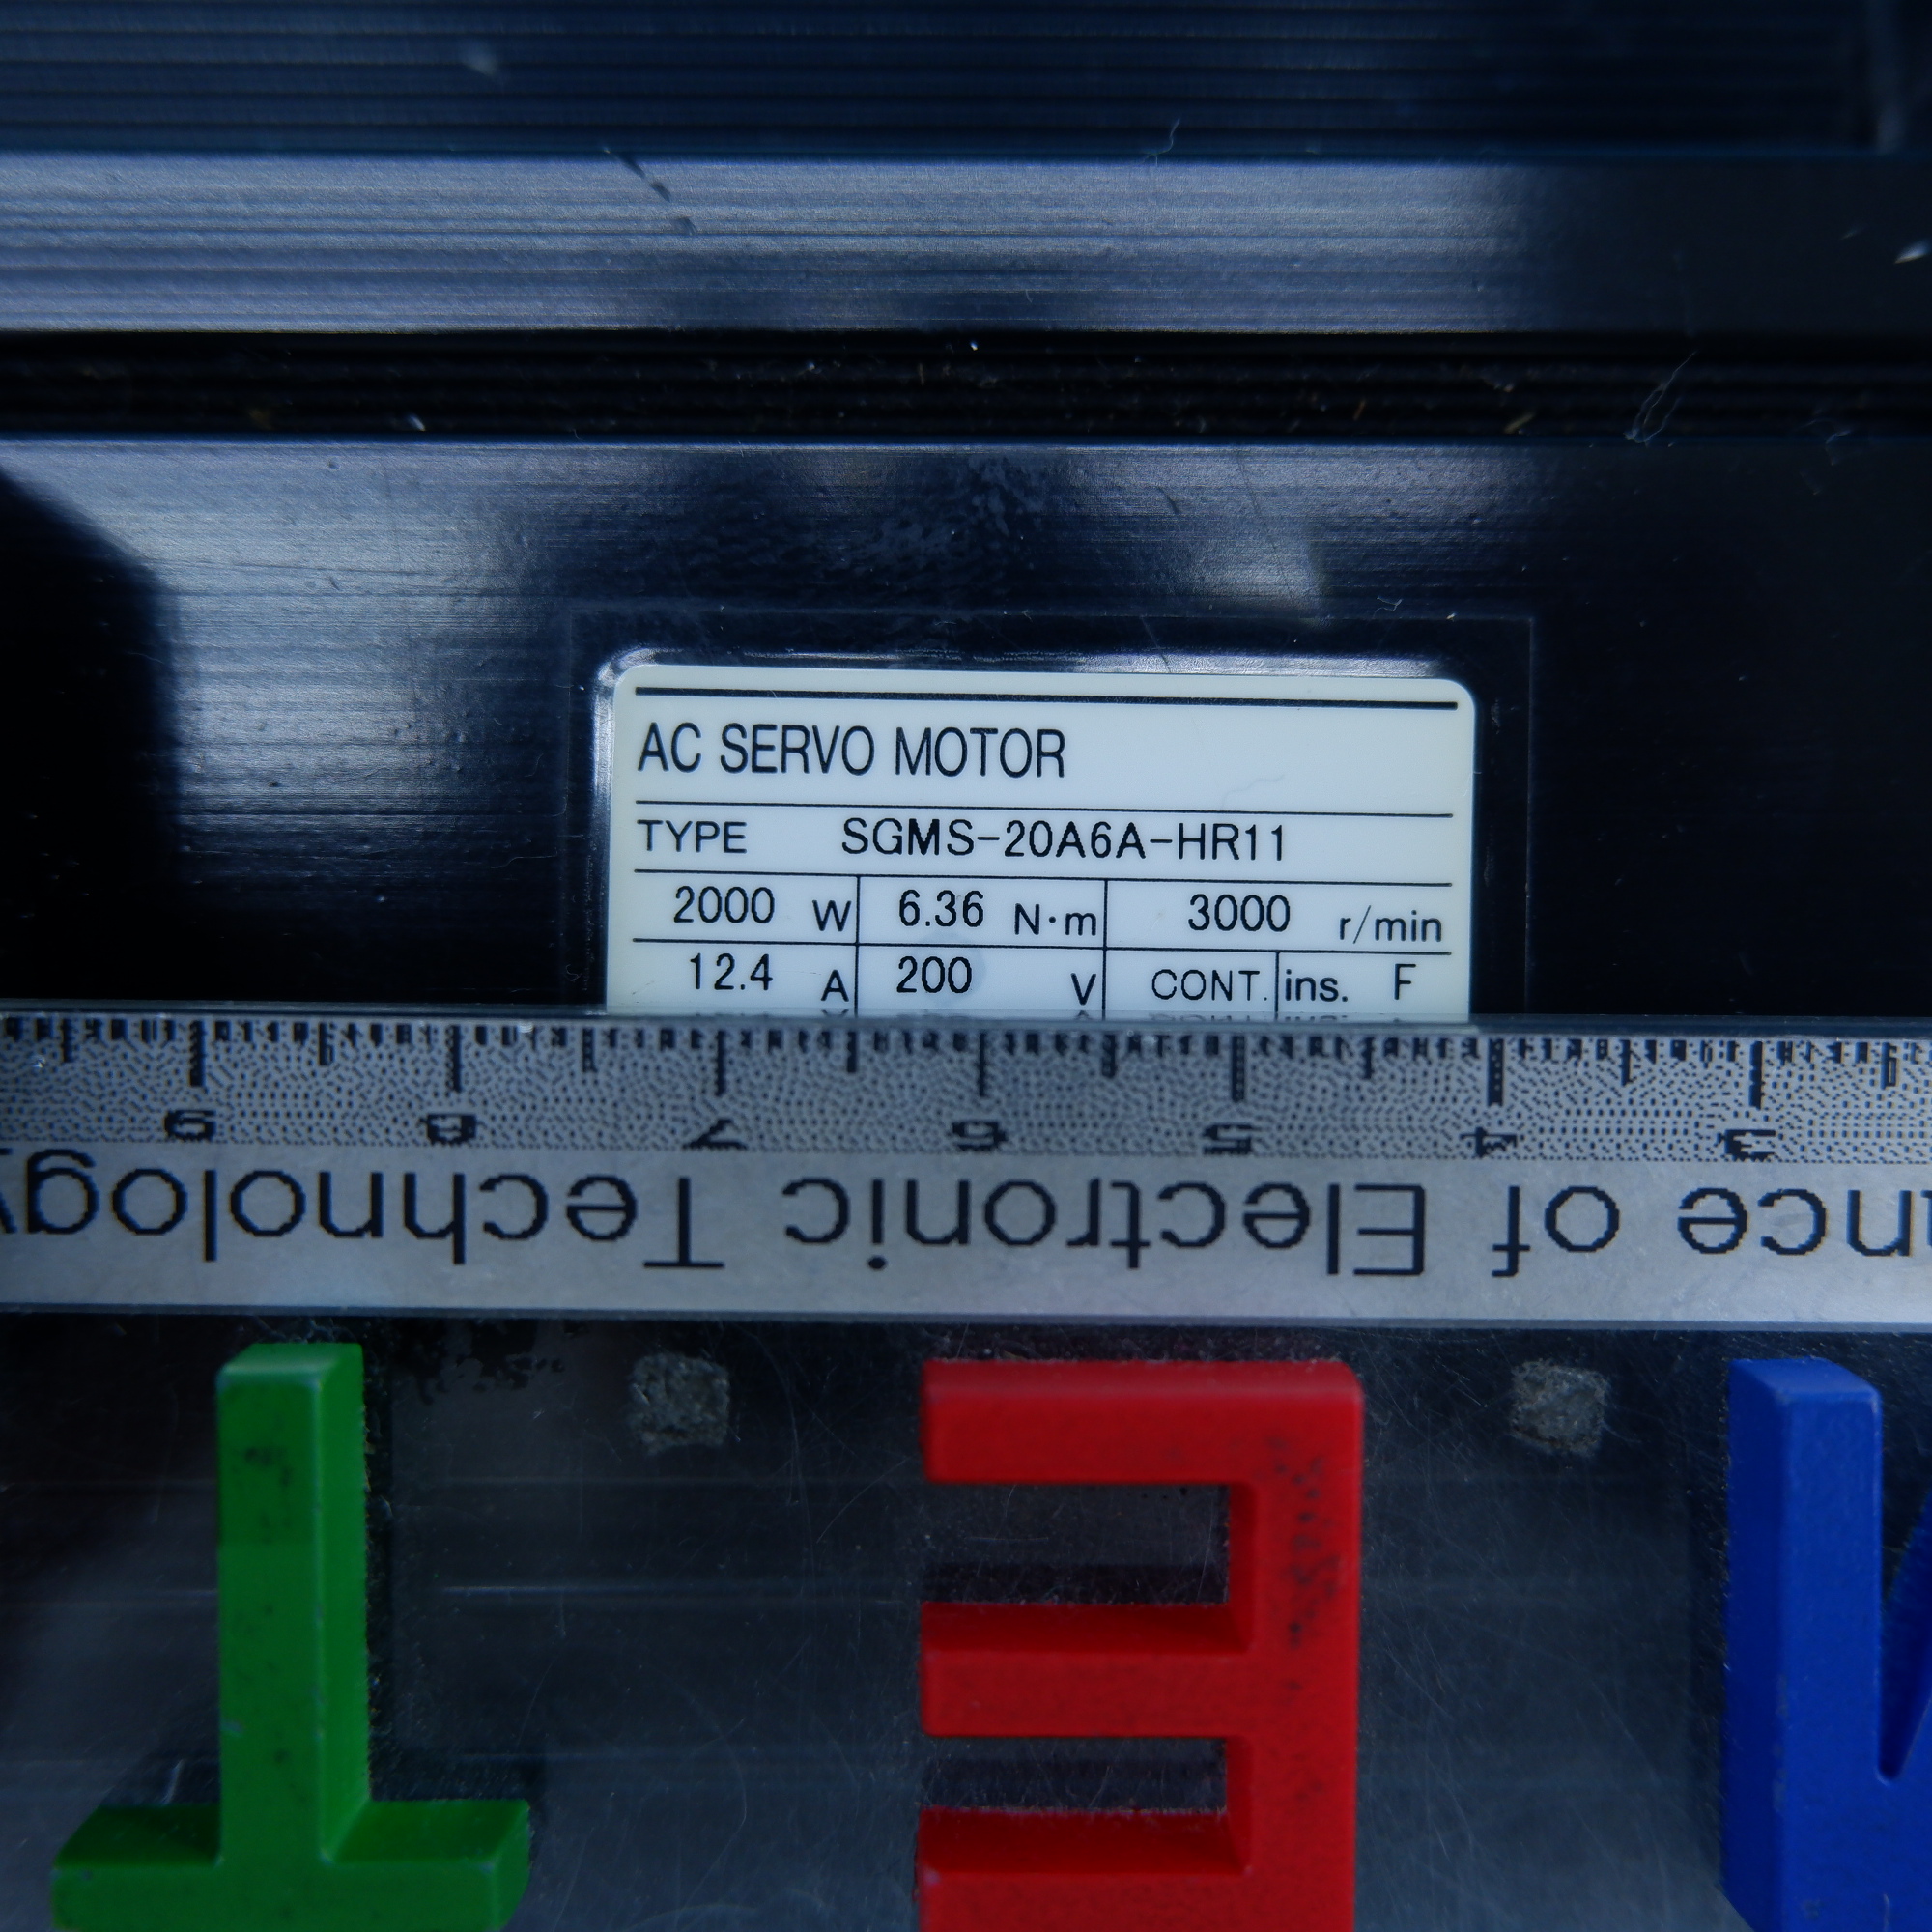 AC SERVO MOTOR
TYPE SGMS-20A6A-HR11
2000 W 6.36 N·m 3000 r/min
12.4 A 200 V CONT. ins. F
3 4 5 6 7 8 9
nce of Electronic Technology
N E T